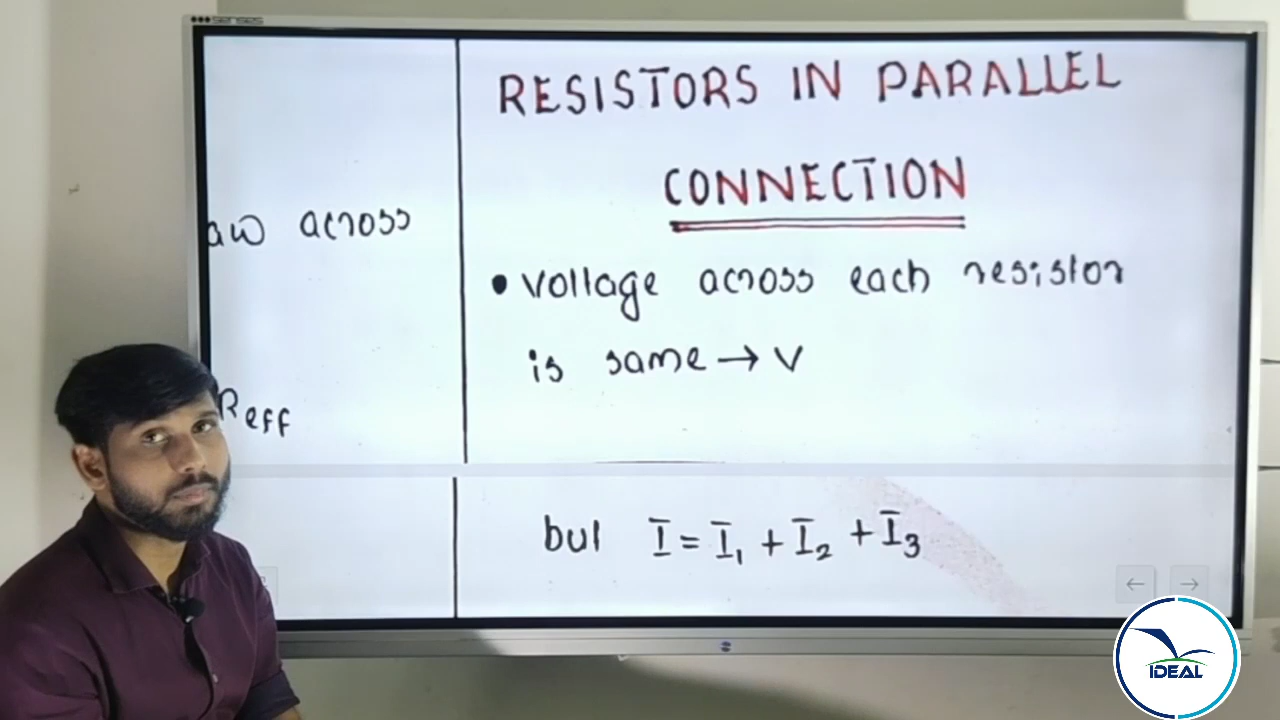 RESISTORS IN PARALLEL
CONNECTION
aw across
• Voltage across each resistor
is same → V
Reff
but I = I₁ + I₂ + I₃
IDEAL